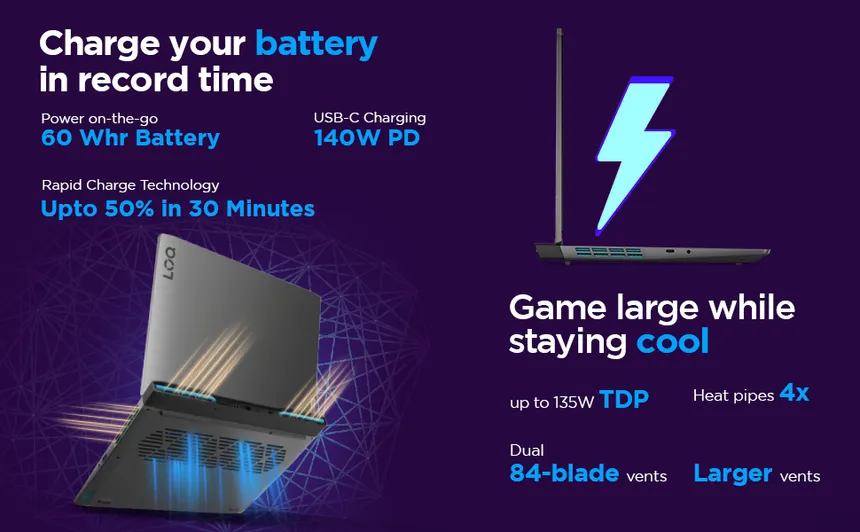 Charge your battery
in record time
Power on-the-go
60 Whr Battery
USB-C Charging
140W PD
Rapid Charge Technology
Upto 50% in 30 Minutes
LOQ
Game large while
staying cool
up to 135W TDP
Heat pipes 4x
Dual
84-blade vents
Larger vents